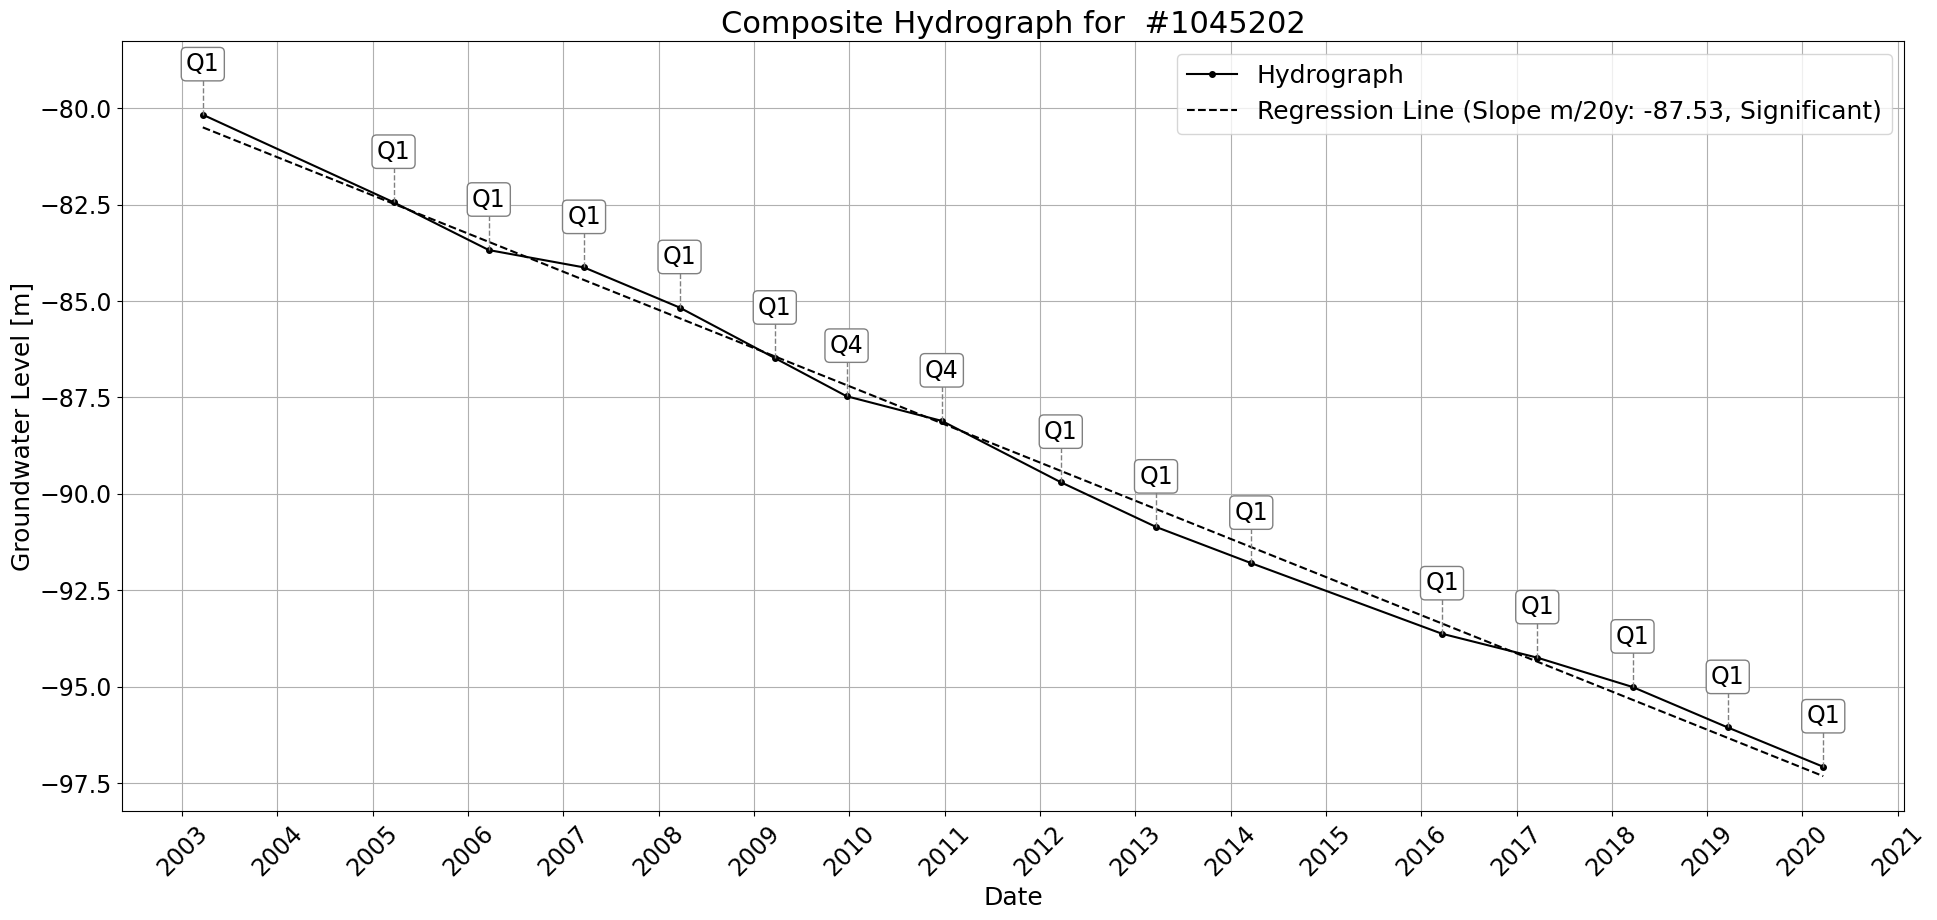 Composite Hydrograph for  #1045202
Hydrograph
Regression Line (Slope m/20y: -87.53, Significant)
Q1
Q1
Q1
Q1
Q1
Q1
Q4
Q4
Q1
Q1
Q1
Q1
Q1
Q1
Q1
Q1
Groundwater Level [m]
−80.0
−82.5
−85.0
−87.5
−90.0
−92.5
−95.0
−97.5
2003
2004
2005
2006
2007
2008
2009
2010
2011
2012
2013
2014
2015
2016
2017
2018
2019
2020
2021
Date